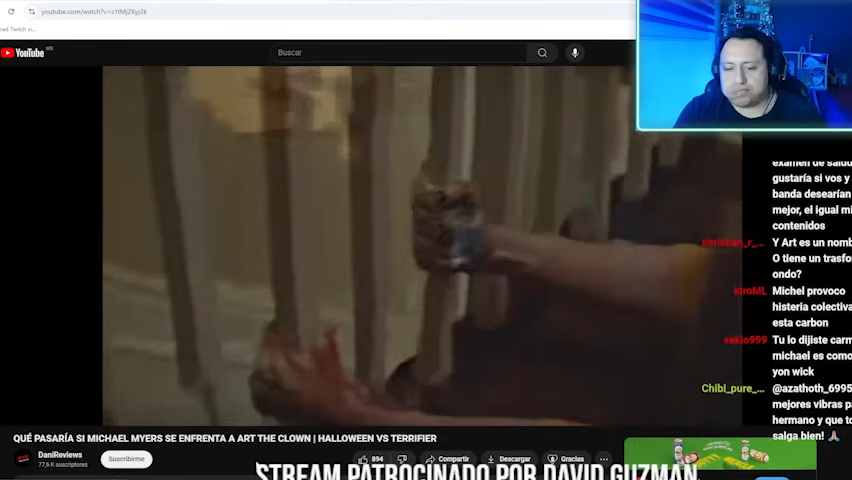 youtube.com/watch?v=sYtMjZKyj3k
YouTube MX
Buscar
examen de salud
gustaría si vos y
banda desearían
mejor, el igual mi
contenidos
Y Art es un nomb
O tiene un trasfor
ondo?
kiroML Michel provoco
histeria colectiva
esta carbon
sekio999 Tu lo dijiste carm
michael es como
yon wick
Chibi_pure_... @azathoth_6995
mejores vibras pa
hermano y que to
salga bien! 🙏
QUÉ PASARÍA SI MICHAEL MYERS SE ENFRENTA A ART THE CLOWN | HALLOWEEN VS TERRIFIER
DaniReviews
77,6 K suscriptores
Suscribirme
894
Compartir
Descargar
Gracias
STREAM PATROCINADO POR DAVID GUZMAN